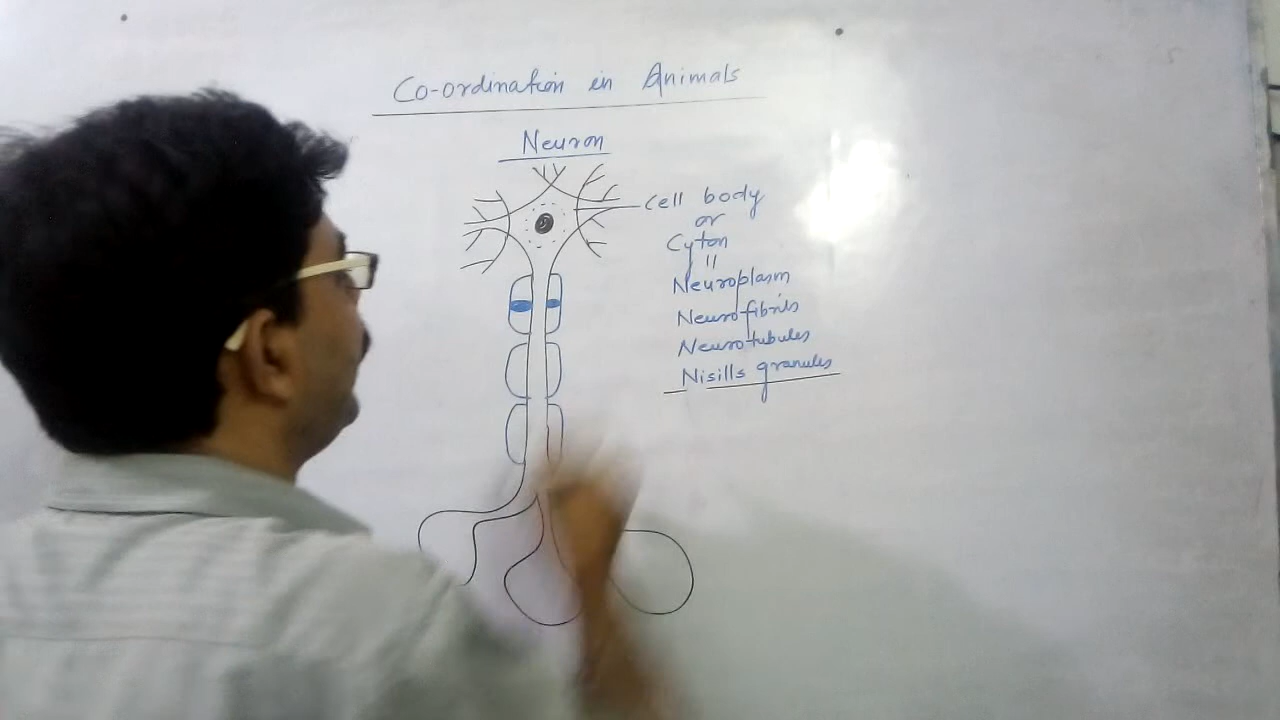 Co-ordination in Animals
Neuron
Cell body
or
Cyton
"
Neuroplasm
Neurofibrils
Neurotubules
Nisills granules